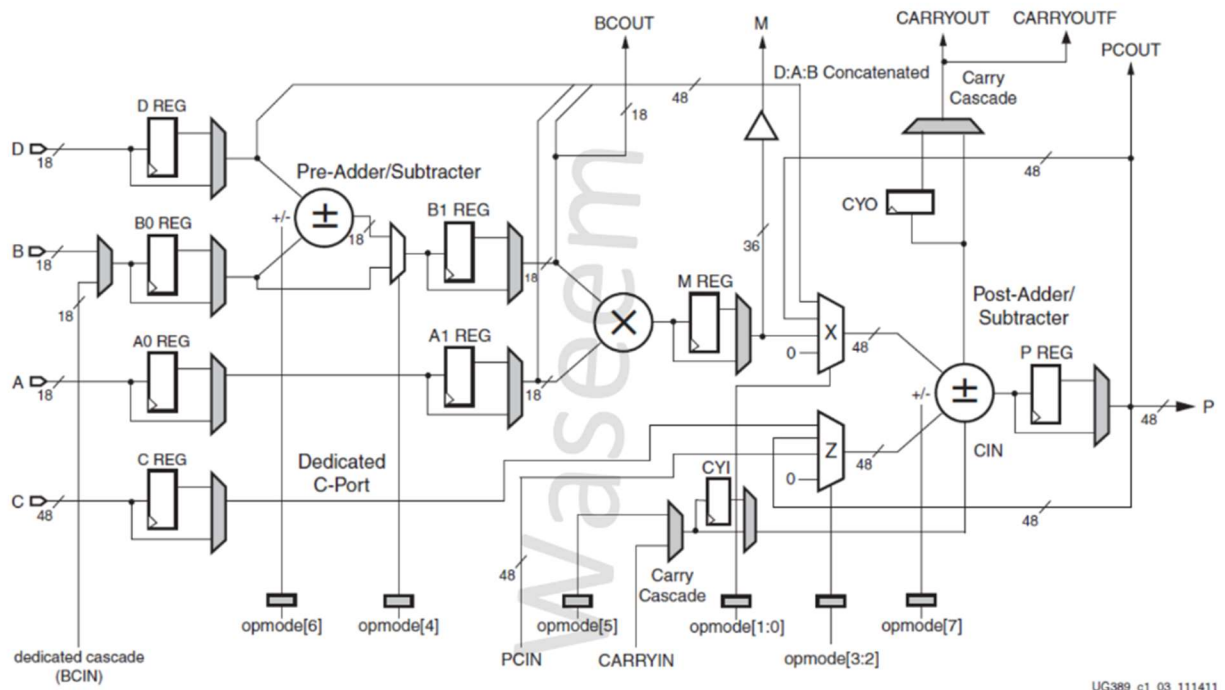 BCOUT
M
CARRYOUT
CARRYOUTF
PCOUT
D:A:B Concatenated
Carry
Cascade
48
18
D REG
D
18
Pre-Adder/Subtracter
+/-
±
18
B0 REG
B
18
18
B1 REG
18
48
CYO
36
M REG
×
A0 REG
A
18
A1 REG
18
X
0
48
Post-Adder/
Subtracter
+/-
±
P REG
48
P
CIN
C REG
C
48
Dedicated
C-Port
Z
0
48
CYI
48
48
Carry
Cascade
Waseem
opmode[6]
opmode[4]
opmode[5]
opmode[1:0]
opmode[7]
dedicated cascade
(BCIN)
PCIN
CARRYIN
opmode[3:2]
UG389_c1_03_111411